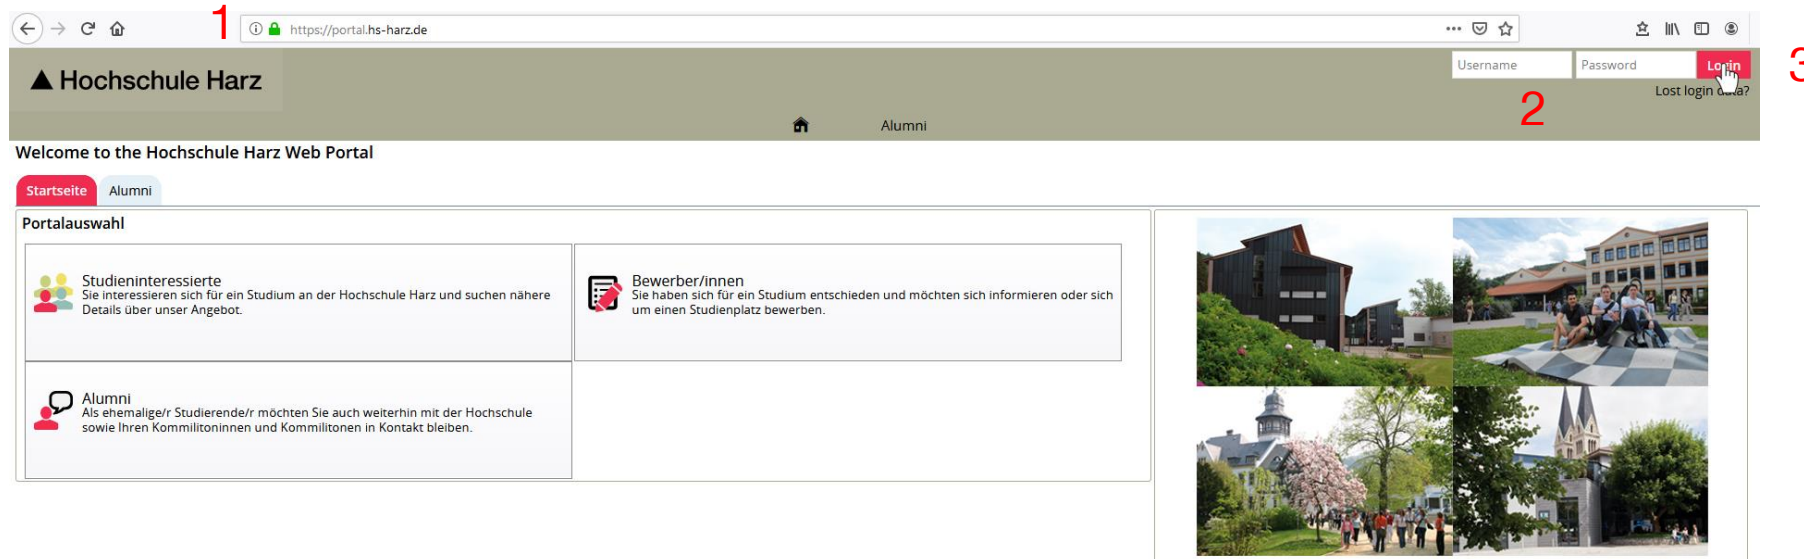 1
https://portal.hs-harz.de
Hochschule Harz
Username Password Login
3
Lost login data?
2
Alumni
Welcome to the Hochschule Harz Web Portal
Startseite Alumni
Portalauswahl
Studieninteressierte
Sie interessieren sich für ein Studium an der Hochschule Harz und suchen nähere
Details über unser Angebot.
Bewerber/innen
Sie haben sich für ein Studium entschieden und möchten sich informieren oder sich
um einen Studienplatz bewerben.
Alumni
Als ehemalige/r Studierende/r möchten Sie auch weiterhin mit der Hochschule
sowie Ihren Kommilitoninnen und Kommilitonen in Kontakt bleiben.